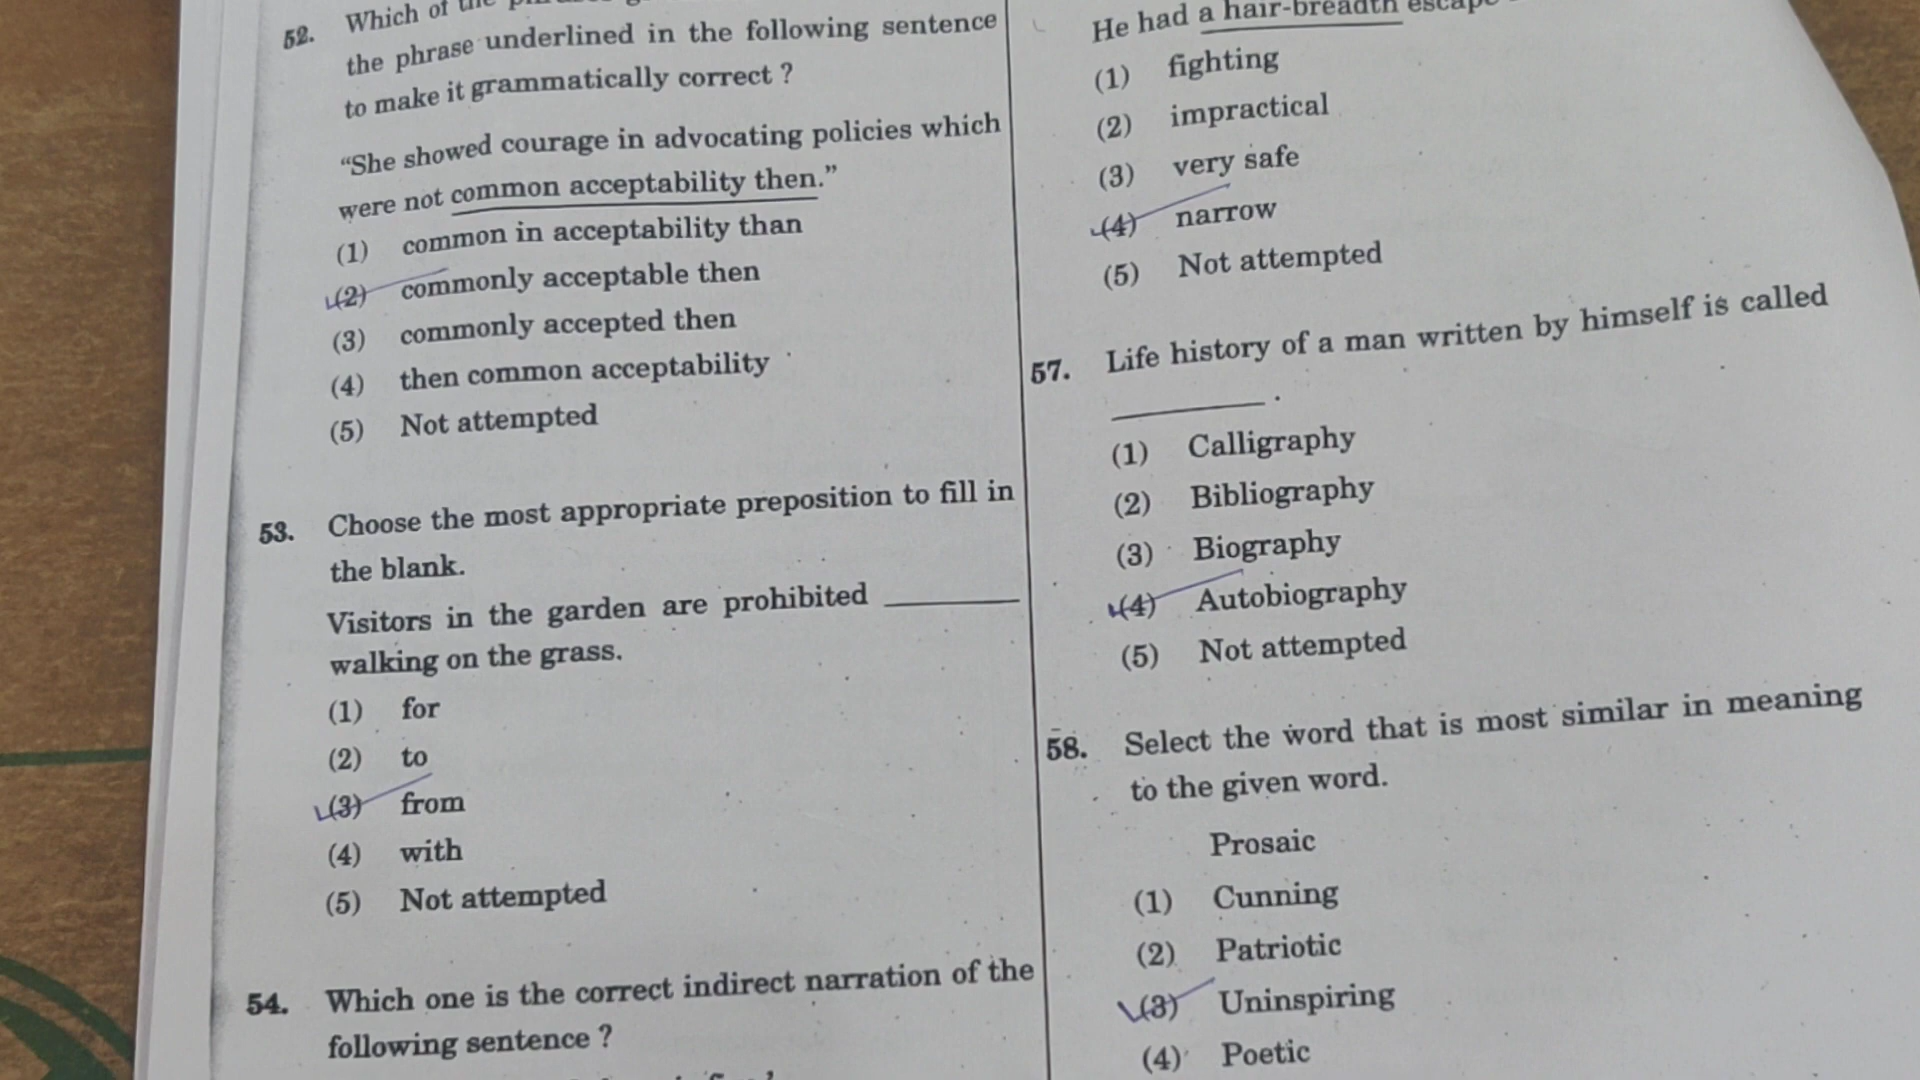 52. Which of the
the phrase underlined in the following sentence
to make it grammatically correct ?
“She showed courage in advocating policies which
were not common acceptability then.”
(1) common in acceptability than
(2) commonly acceptable then
(3) commonly accepted then
(4) then common acceptability
(5) Not attempted
53. Choose the most appropriate preposition to fill in
the blank.
Visitors in the garden are prohibited ________
walking on the grass.
(1) for
(2) to
(3) from
(4) with
(5) Not attempted
54. Which one is the correct indirect narration of the
following sentence ?
He had a hair-breadth escape
(1) fighting
(2) impractical
(3) very safe
(4) narrow
(5) Not attempted
57. Life history of a man written by himself is called
________ .
(1) Calligraphy
(2) Bibliography
(3) Biography
(4) Autobiography
(5) Not attempted
58. Select the word that is most similar in meaning
to the given word.
Prosaic
(1) Cunning
(2) Patriotic
(3) Uninspiring
(4) Poetic